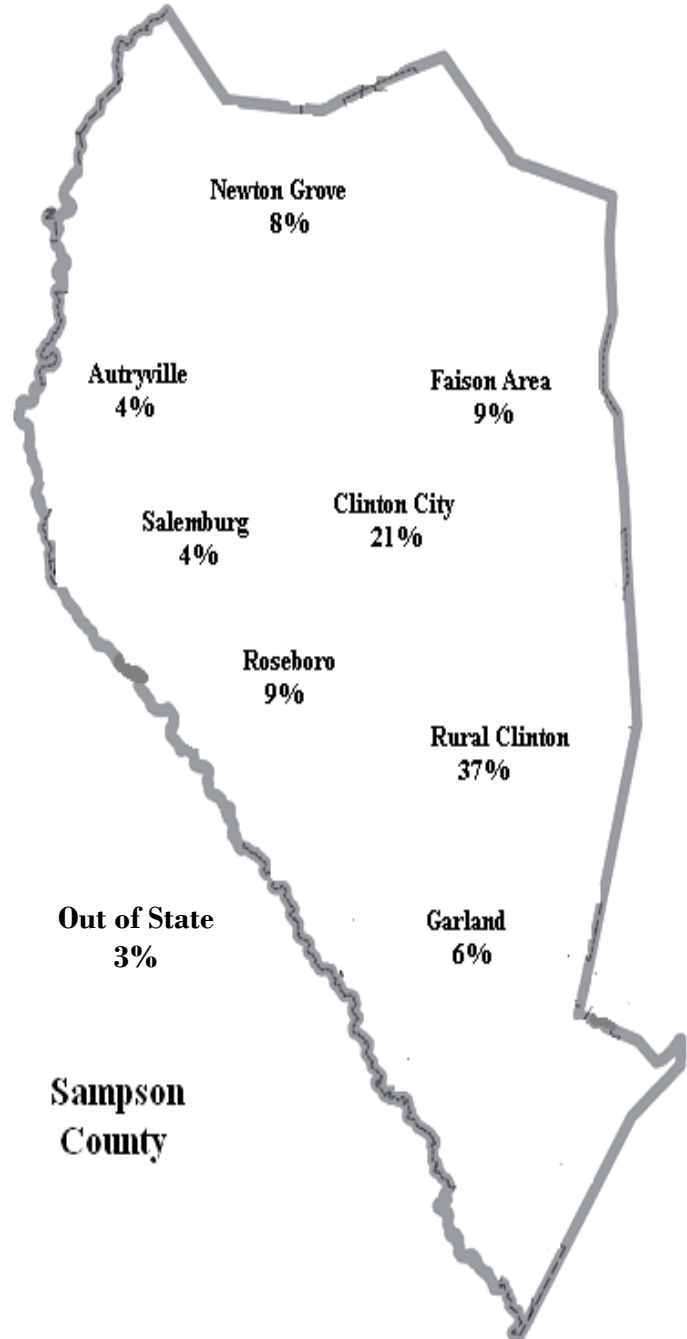 Newton Grove
8%
Autryville
4%
Faison Area
9%
Clinton City
21%
Salemburg
4%
Roseboro
9%
Rural Clinton
37%
Out of State
3%
Garland
6%
Sampson
County